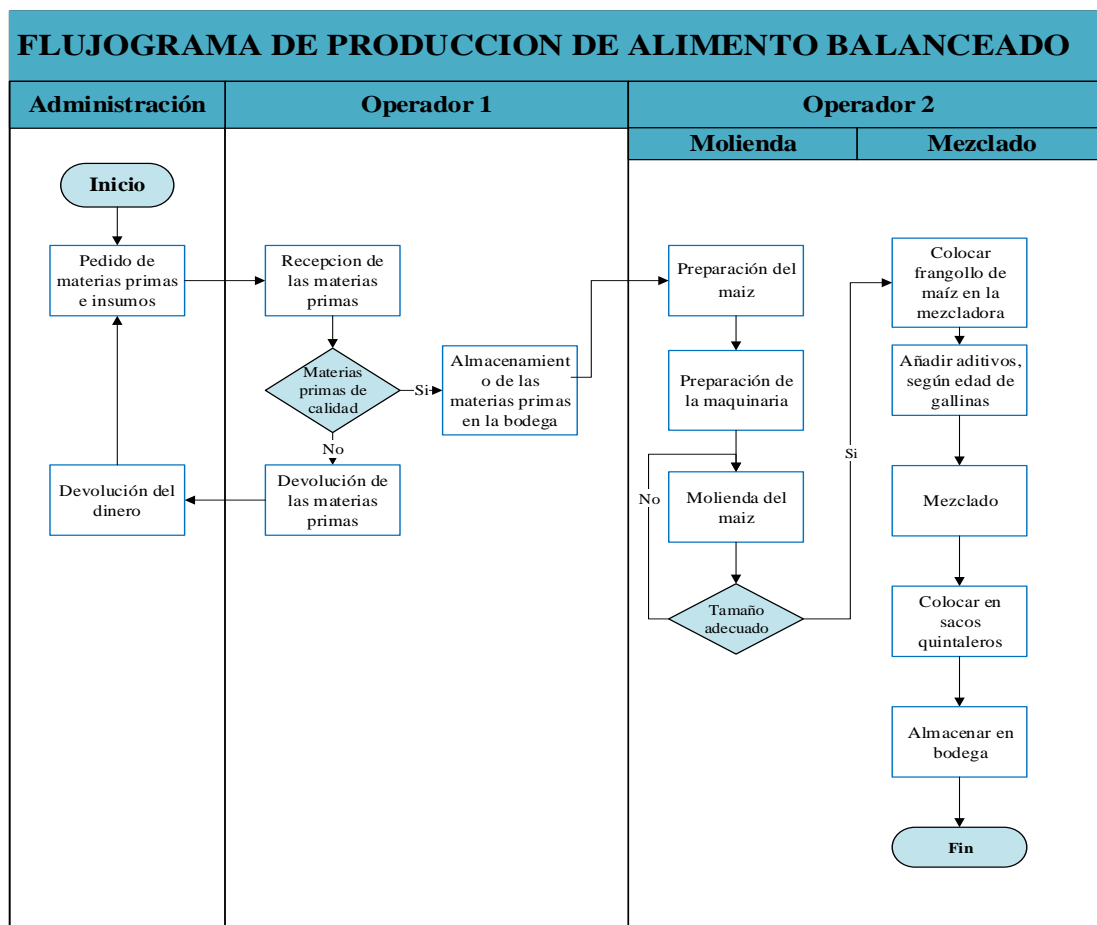 FLUJOGRAMA DE PRODUCCION DE ALIMENTO BALANCEADO
Administración
Operador 1
Operador 2
Molienda
Mezclado
Inicio
Pedido de
materias primas
e insumos
Devolución del
dinero
Recepcion de
las materias
primas
Materias
primas de
calidad
Si
No
Almacenamient
o de las
materias primas
en la bodega
Devolución de
las materias
primas
Preparación del
maiz
Preparación de
la maquinaria
No
Molienda del
maiz
Tamaño
adecuado
Si
Colocar
frangollo de
maíz en la
mezcladora
Añadir aditivos,
según edad de
gallinas
Mezclado
Colocar en
sacos
quintaleros
Almacenar en
bodega
Fin